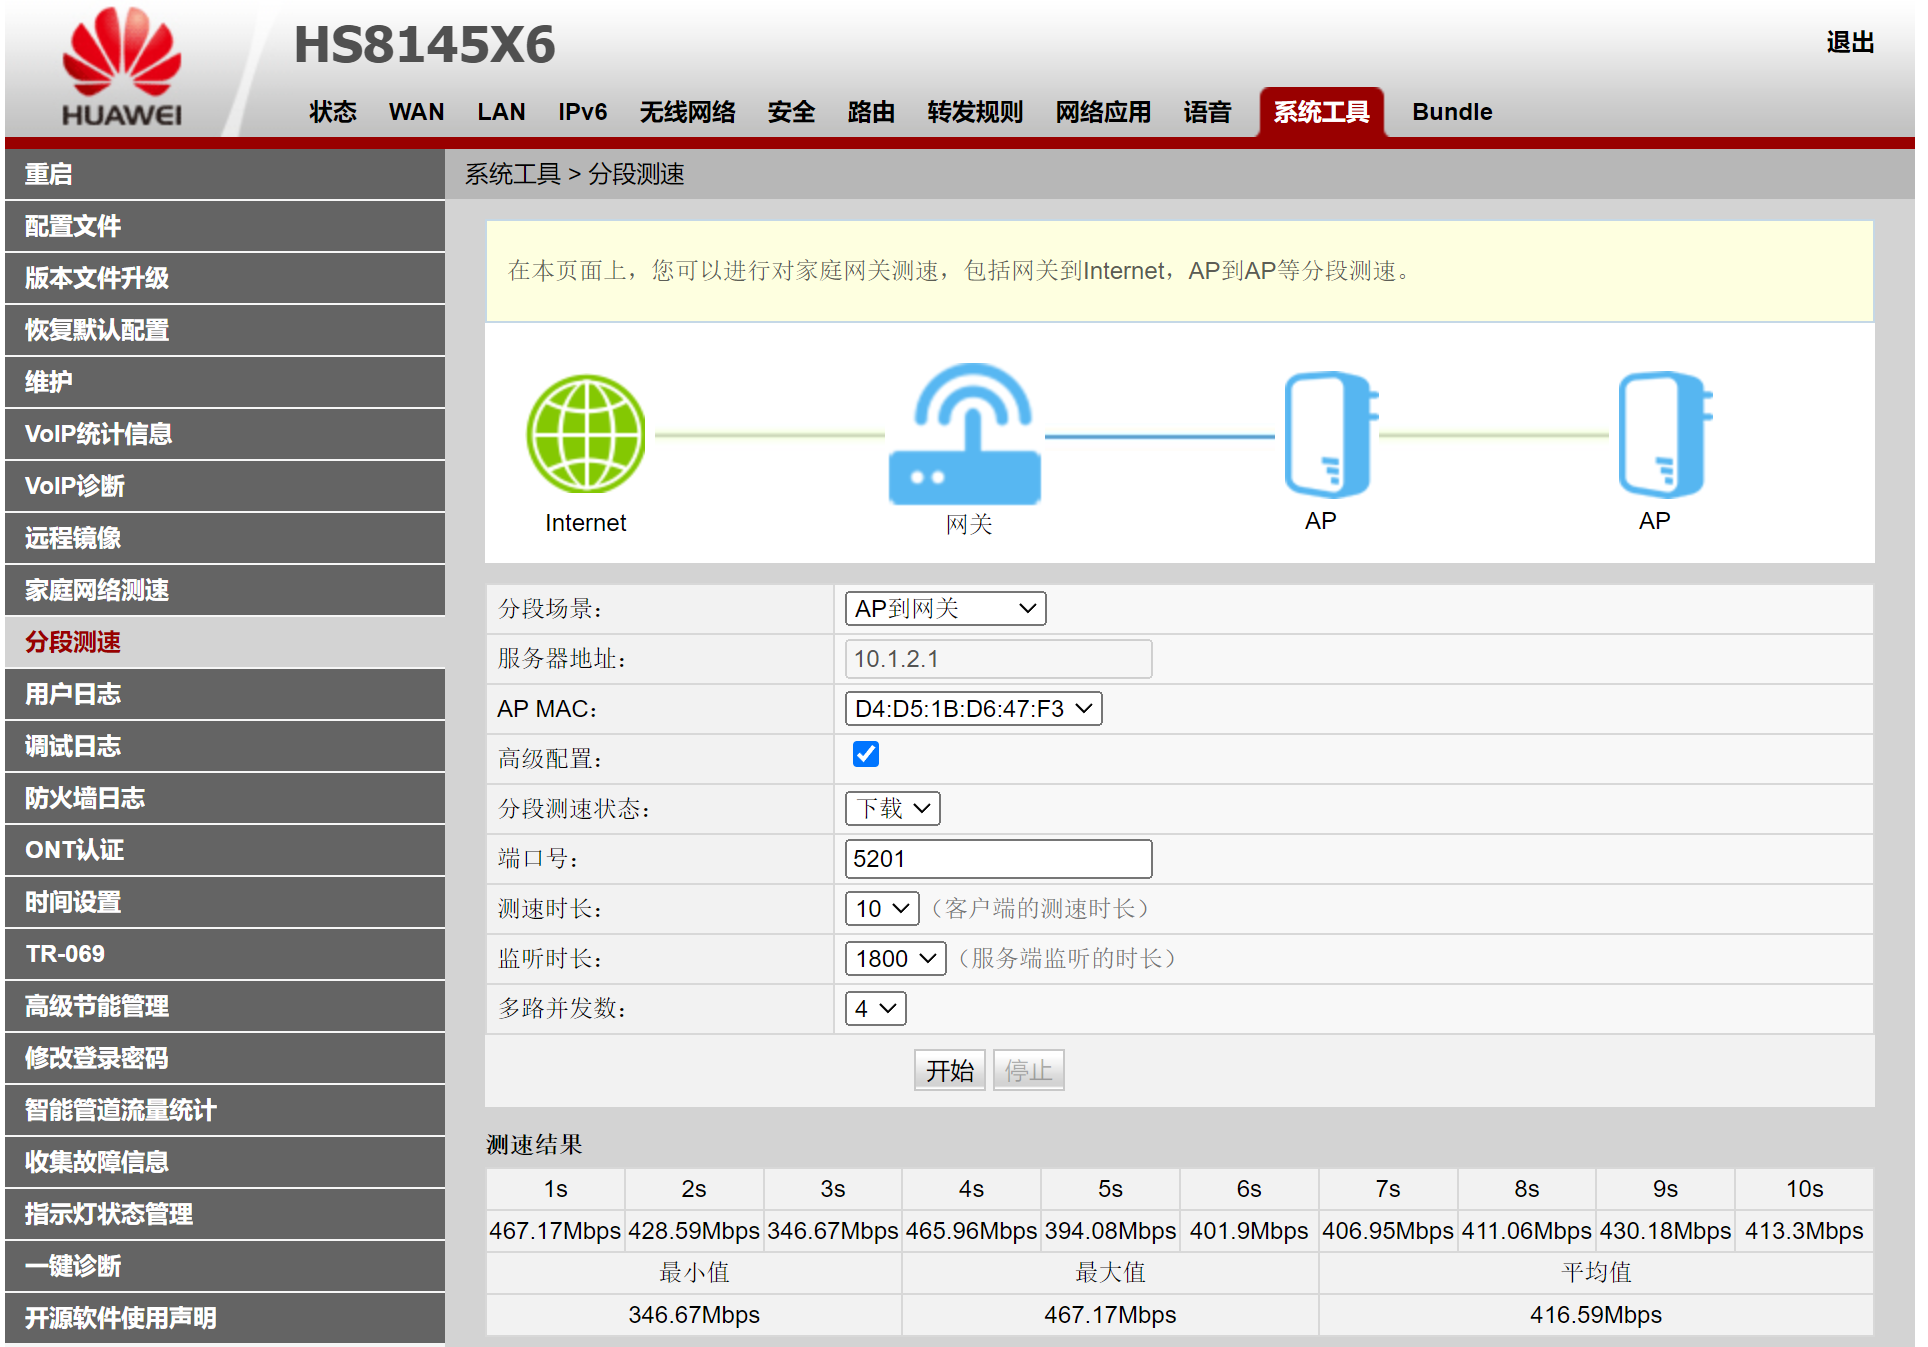 HUAWEI
HS8145X6
退出
状态 WAN LAN IPv6 无线网络 安全 路由 转发规则 网络应用 语音 系统工具 Bundle
重启
配置文件
版本文件升级
恢复默认配置
维护
VoIP统计信息
VoIP诊断
远程镜像
家庭网络测速
分段测速
用户日志
调试日志
防火墙日志
ONT认证
时间设置
TR-069
高级节能管理
修改登录密码
智能管道流量统计
收集故障信息
指示灯状态管理
一键诊断
开源软件使用声明
系统工具 > 分段测速
在本页面上，您可以进行对家庭网关测速，包括网关到Internet，AP到AP等分段测速。
Internet 网关 AP AP
分段场景： AP到网关
服务器地址： 10.1.2.1
AP MAC： D4:D5:1B:D6:47:F3
高级配置：
分段测速状态： 下载
端口号： 5201
测速时长： 10 （客户端的测速时长）
监听时长： 1800 （服务端监听的时长）
多路并发数： 4
开始 停止
测速结果
1s 2s 3s 4s 5s 6s 7s 8s 9s 10s
467.17Mbps 428.59Mbps 346.67Mbps 465.96Mbps 394.08Mbps 401.9Mbps 406.95Mbps 411.06Mbps 430.18Mbps 413.3Mbps
最小值 最大值 平均值
346.67Mbps 467.17Mbps 416.59Mbps